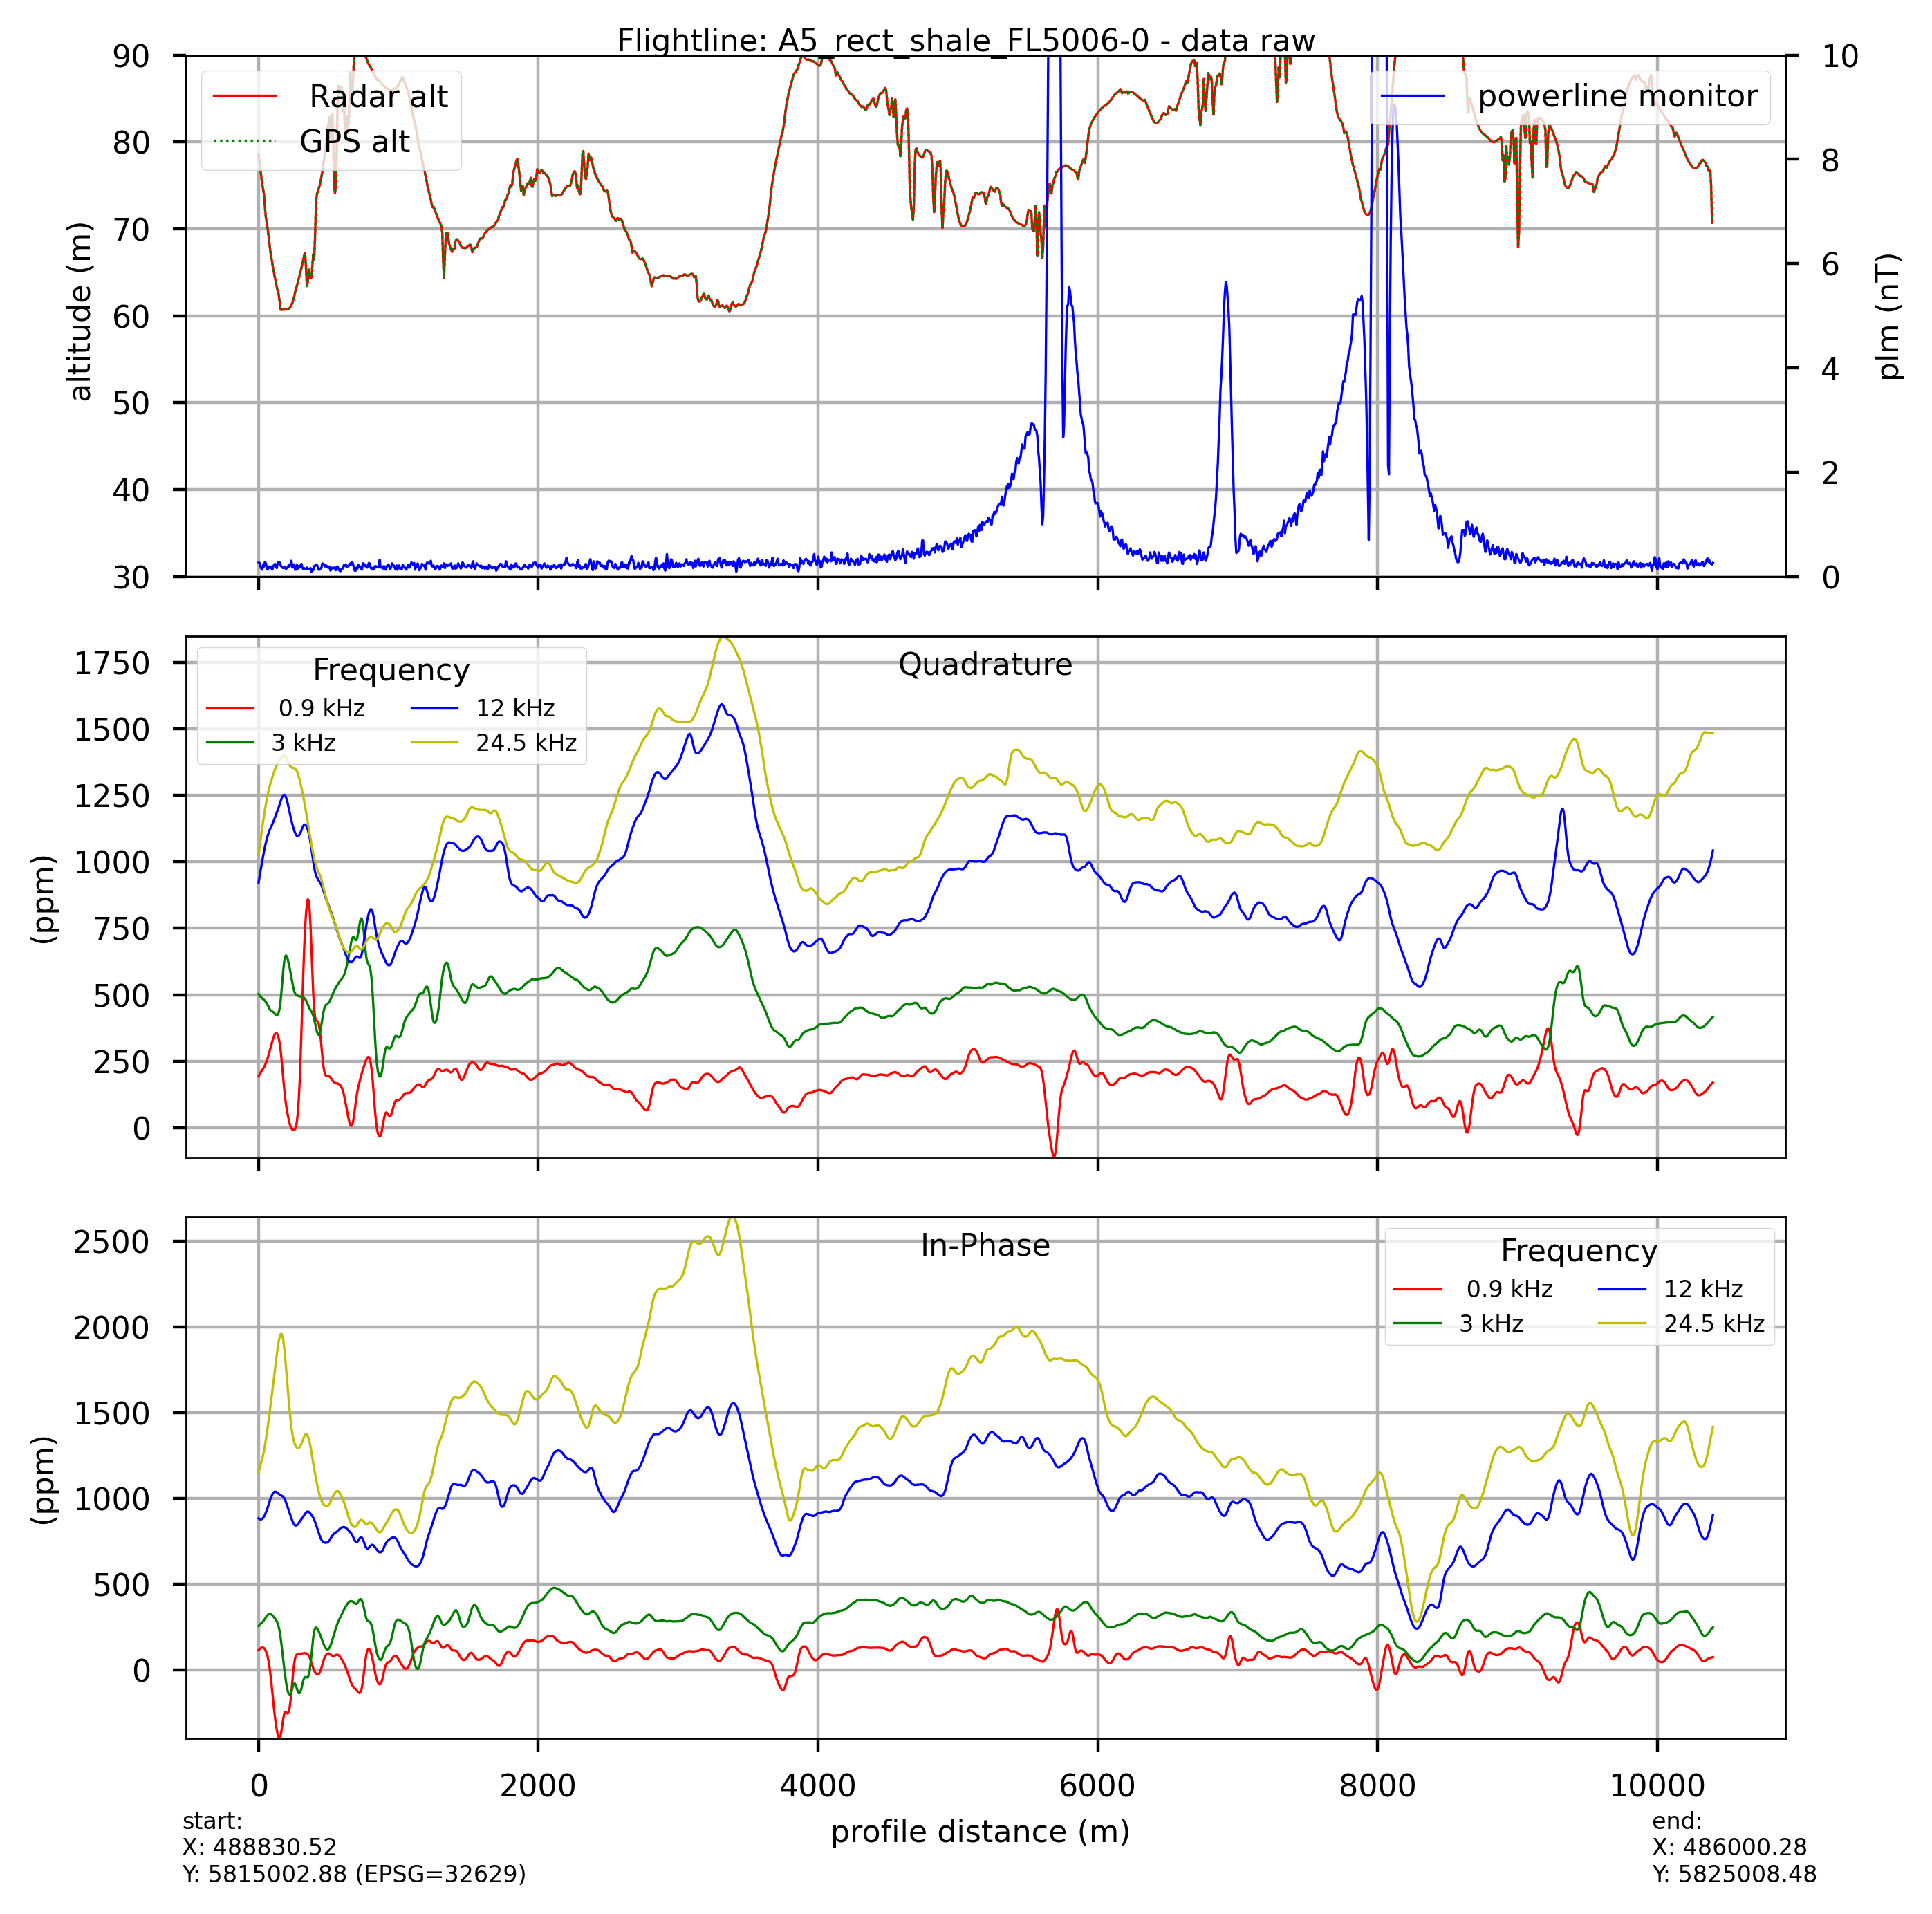 Flightline: A5_rect_shale_FL5006-0 - data raw
90
80
70
60
50
40
30
altitude (m)
Radar alt
GPS alt
powerline monitor
10
8
6
4
2
0
plm (nT)
Quadrature
1750
1500
1250
1000
750
500
250
0
(ppm)
Frequency
0.9 kHz
3 kHz
12 kHz
24.5 kHz
In-Phase
2500
2000
1500
1000
500
0
(ppm)
Frequency
0.9 kHz
3 kHz
12 kHz
24.5 kHz
0 2000 4000 6000 8000 10000
profile distance (m)
start:
X: 488830.52
Y: 5815002.88 (EPSG=32629)
end:
X: 486000.28
Y: 5825008.48